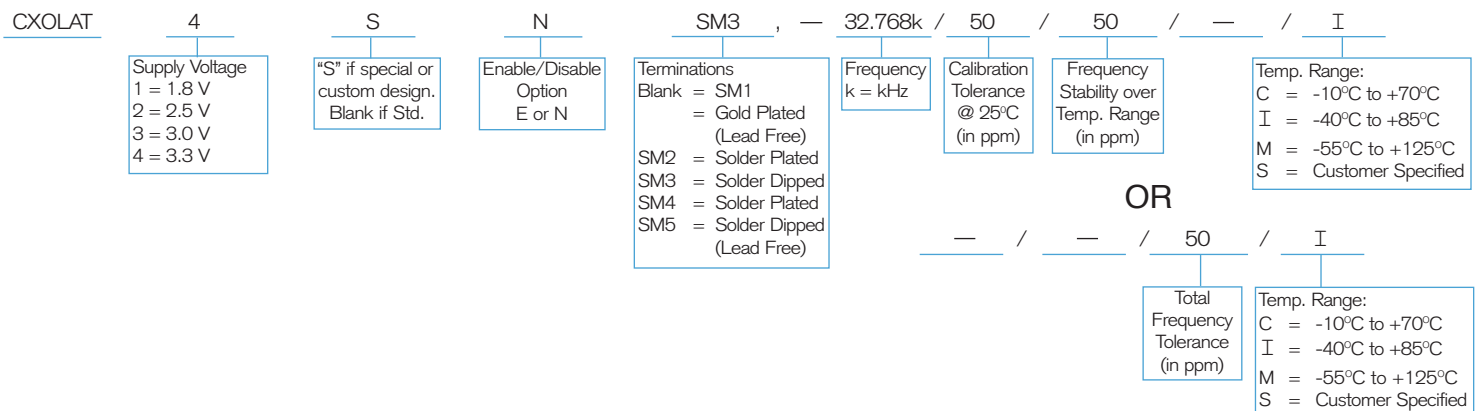 CXOLAT 4 S N SM3 , — 32.768k / 50 / 50 / — / I
Supply Voltage
1 = 1.8 V
2 = 2.5 V
3 = 3.0 V
4 = 3.3 V
“S” if special or
custom design.
Blank if Std.
Enable/Disable
Option
E or N
Terminations
Blank = SM1
= Gold Plated
(Lead Free)
SM2 = Solder Plated
SM3 = Solder Dipped
SM4 = Solder Plated
SM5 = Solder Dipped
(Lead Free)
Frequency
k = kHz
Calibration
Tolerance
@ 25°C
(in ppm)
Frequency
Stability over
Temp. Range
(in ppm)
Temp. Range:
C = -10°C to +70°C
I = -40°C to +85°C
M = -55°C to +125°C
S = Customer Specified
OR
— / — / 50 / I
Total
Frequency
Tolerance
(in ppm)
Temp. Range:
C = -10°C to +70°C
I = -40°C to +85°C
M = -55°C to +125°C
S = Customer Specified